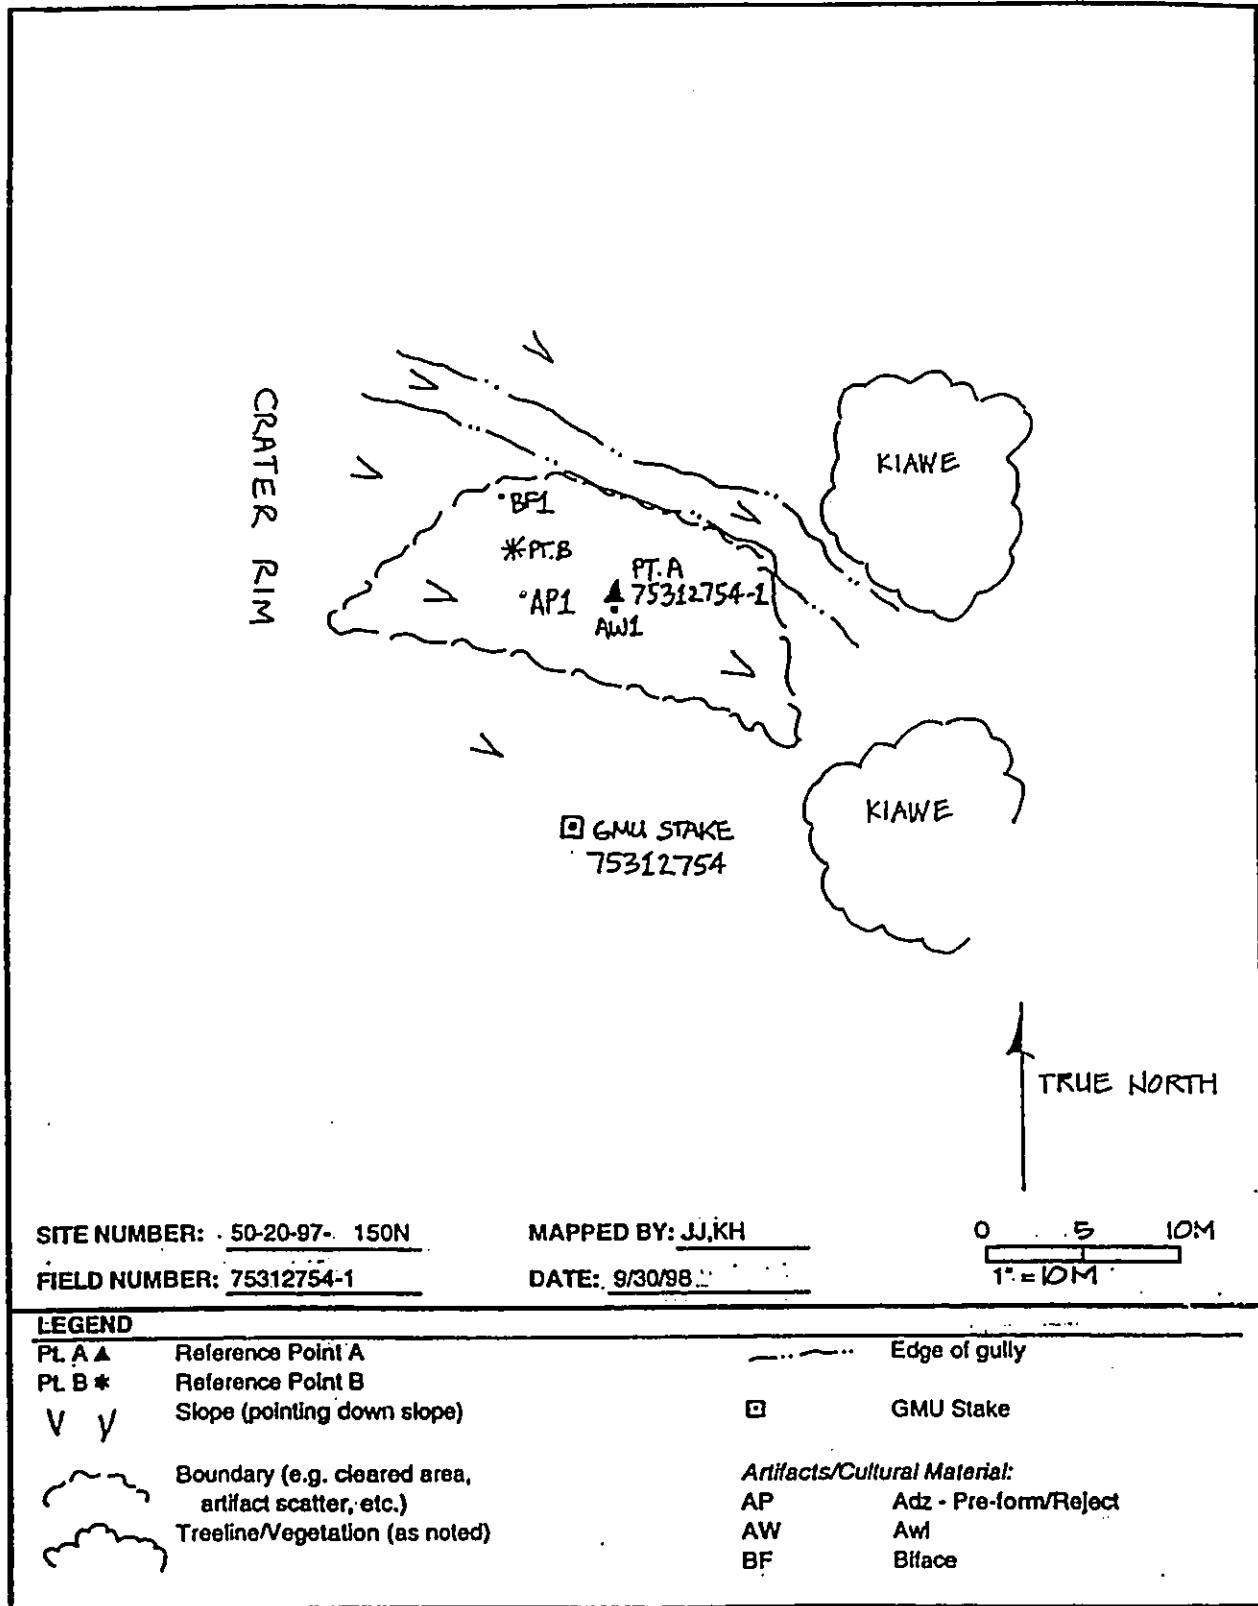 CRATER RIM
KIAWE
BF1
PT.B
PT.A
75312754-1
AP1
AW1
KIAWE
GMU STAKE
75312754
TRUE NORTH
SITE NUMBER: 50-20-97- 150N
MAPPED BY: JJ,KH
0 5 10M
FIELD NUMBER: 75312754-1
DATE: 9/30/98
1" = 10M
LEGEND
Pt. A Reference Point A
Edge of gully
Pt. B * Reference Point B
Slope (pointing down slope)
GMU Stake
Boundary (e.g. cleared area,
artifact scatter, etc.)
Artifacts/Cultural Material:
AP Adz - Pre-form/Reject
Treeline/Vegetation (as noted)
AW Awl
BF Biface